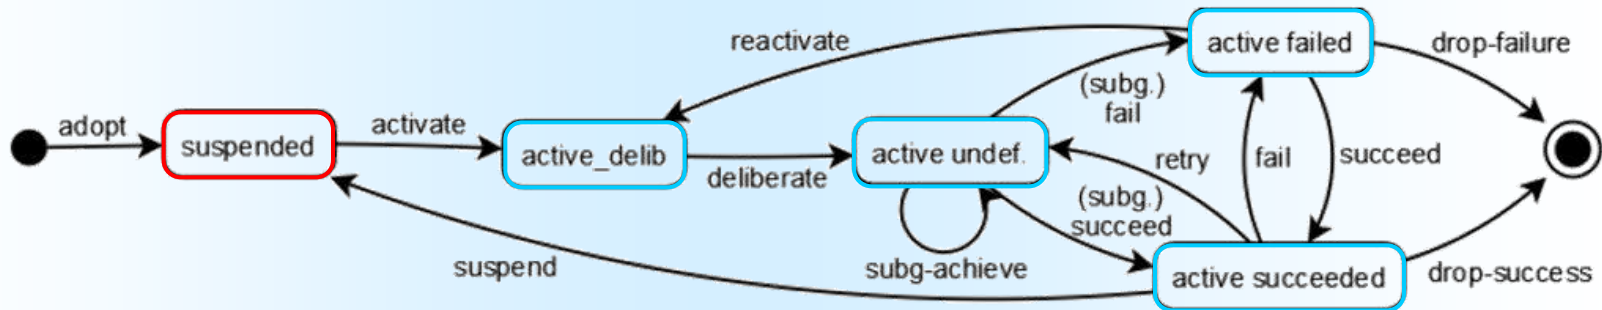 adopt
suspended
activate
active_delib
deliberate
reactivate
active undef.
subg-achieve
(subg.)
fail
(subg.)
succeed
retry
fail
succeed
active failed
drop-failure
active succeeded
drop-success
suspend